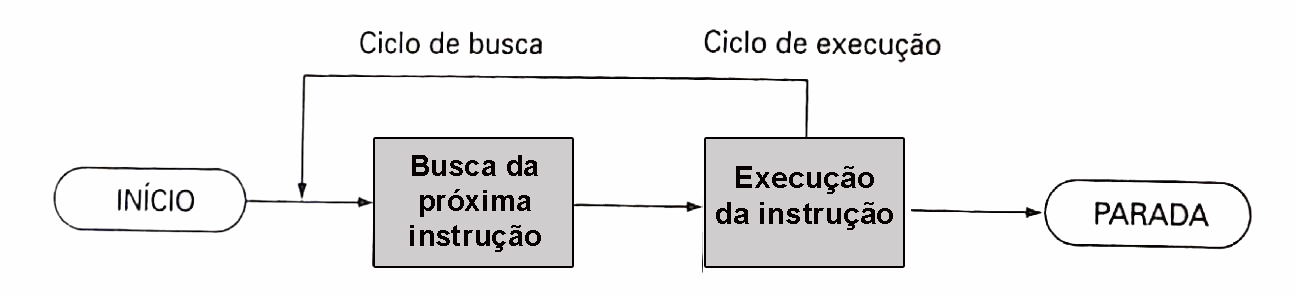 Ciclo de busca
Ciclo de execução
INÍCIO
Busca da
próxima
instrução
Execução
da instrução
PARADA